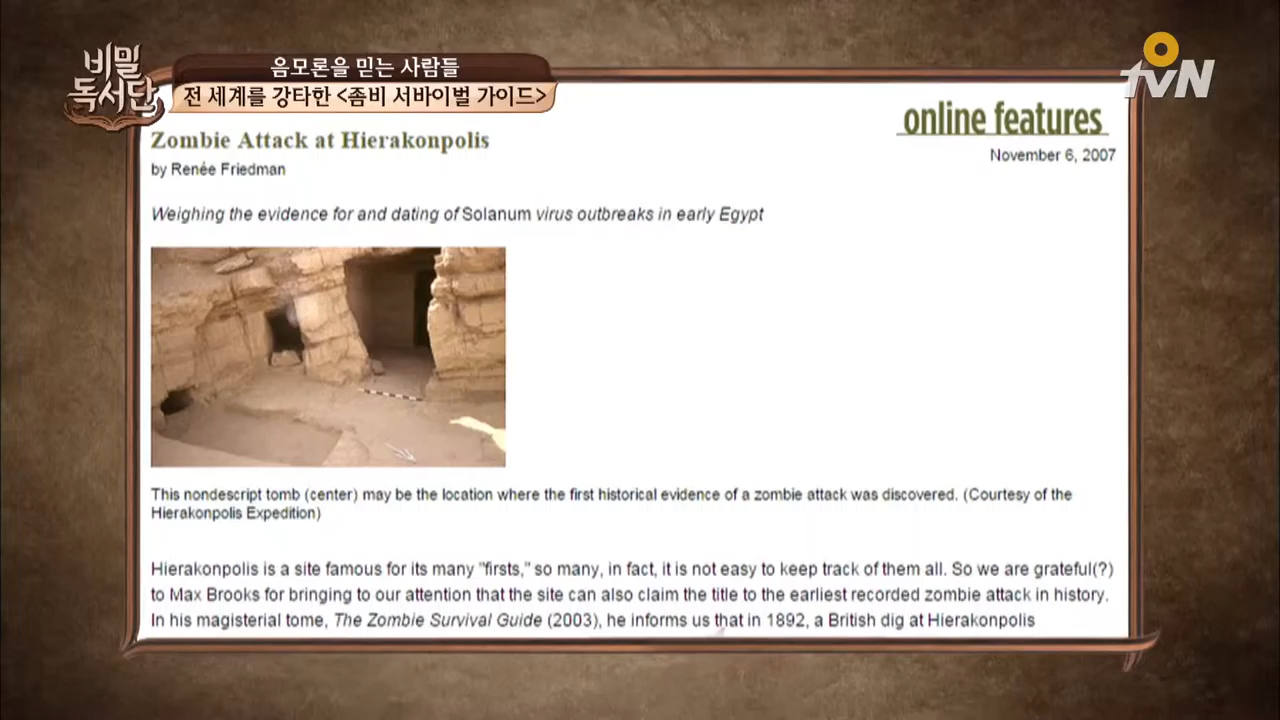 비밀
독서단
음모론을 믿는 사람들
전 세계를 강타한 <좀비 서바이벌 가이드>
tvN
online features
November 6, 2007
Zombie Attack at Hierakonpolis
by Renée Friedman
Weighing the evidence for and dating of Solanum virus outbreaks in early Egypt
This nondescript tomb (center) may be the location where the first historical evidence of a zombie attack was discovered. (Courtesy of the
Hierakonpolis Expedition)
Hierakonpolis is a site famous for its many "firsts," so many, in fact, it is not easy to keep track of them all. So we are grateful(?)
to Max Brooks for bringing to our attention that the site can also claim the title to the earliest recorded zombie attack in history.
In his magisterial tome, The Zombie Survival Guide (2003), he informs us that in 1892, a British dig at Hierakonpolis